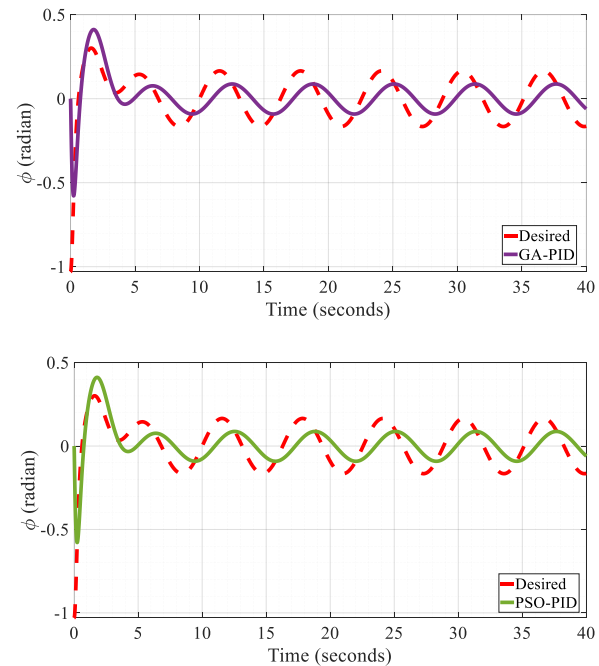 0.5
0
-0.5
-1
ϕ (radian)
Desired
GA-PID
0 5 10 15 20 25 30 35 40
Time (seconds)
0.5
0
-0.5
-1
ϕ (radian)
Desired
PSO-PID
0 5 10 15 20 25 30 35 40
Time (seconds)